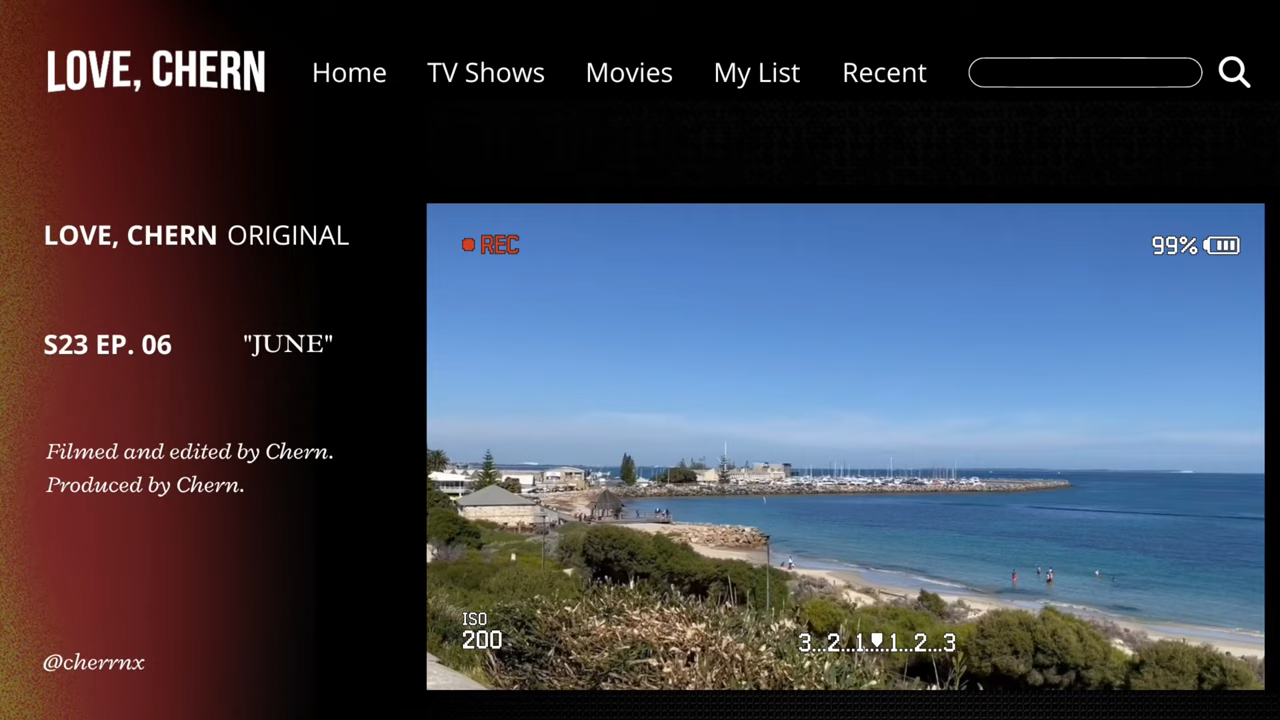 LOVE, CHERN
Home TV Shows Movies My List Recent
LOVE, CHERN ORIGINAL
S23 EP. 06 "JUNE"
Filmed and edited by Chern.
Produced by Chern.
@cherrnx
REC
99%
ISO
200
3...2...1.....1...2...3